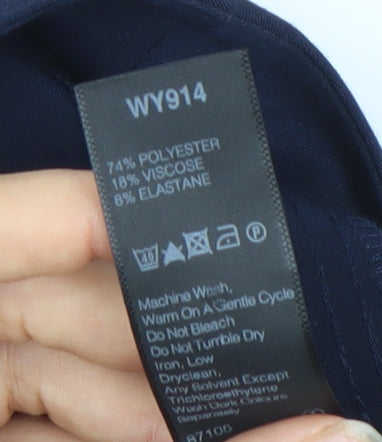 WY914
74% POLYESTER
18% VISCOSE
8% ELASTANE
40 P
Machine Wash,
Warm On A Gentle Cycle
Do Not Bleach
Do Not Tumble Dry
Iron, Low
Dryclean,
Any Solvent Except
Trichloroethylene
Wash Dark Colours
Separately
87105